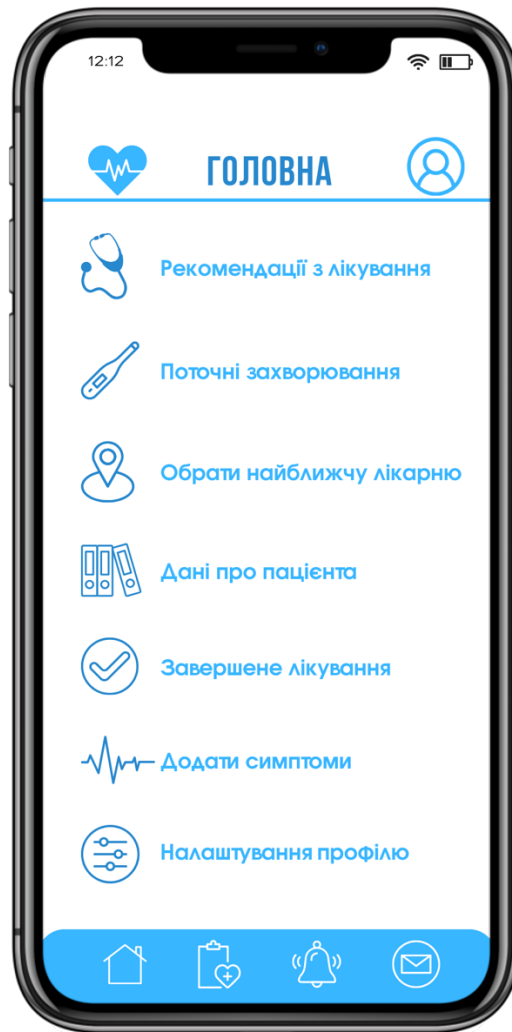 12:12
ГОЛОВНА
Рекомендації з лікування
Поточні захворювання
Обрати найближчу лікарню
Дані про пацієнта
Завершене лікування
Додати симптоми
Налаштування профілю